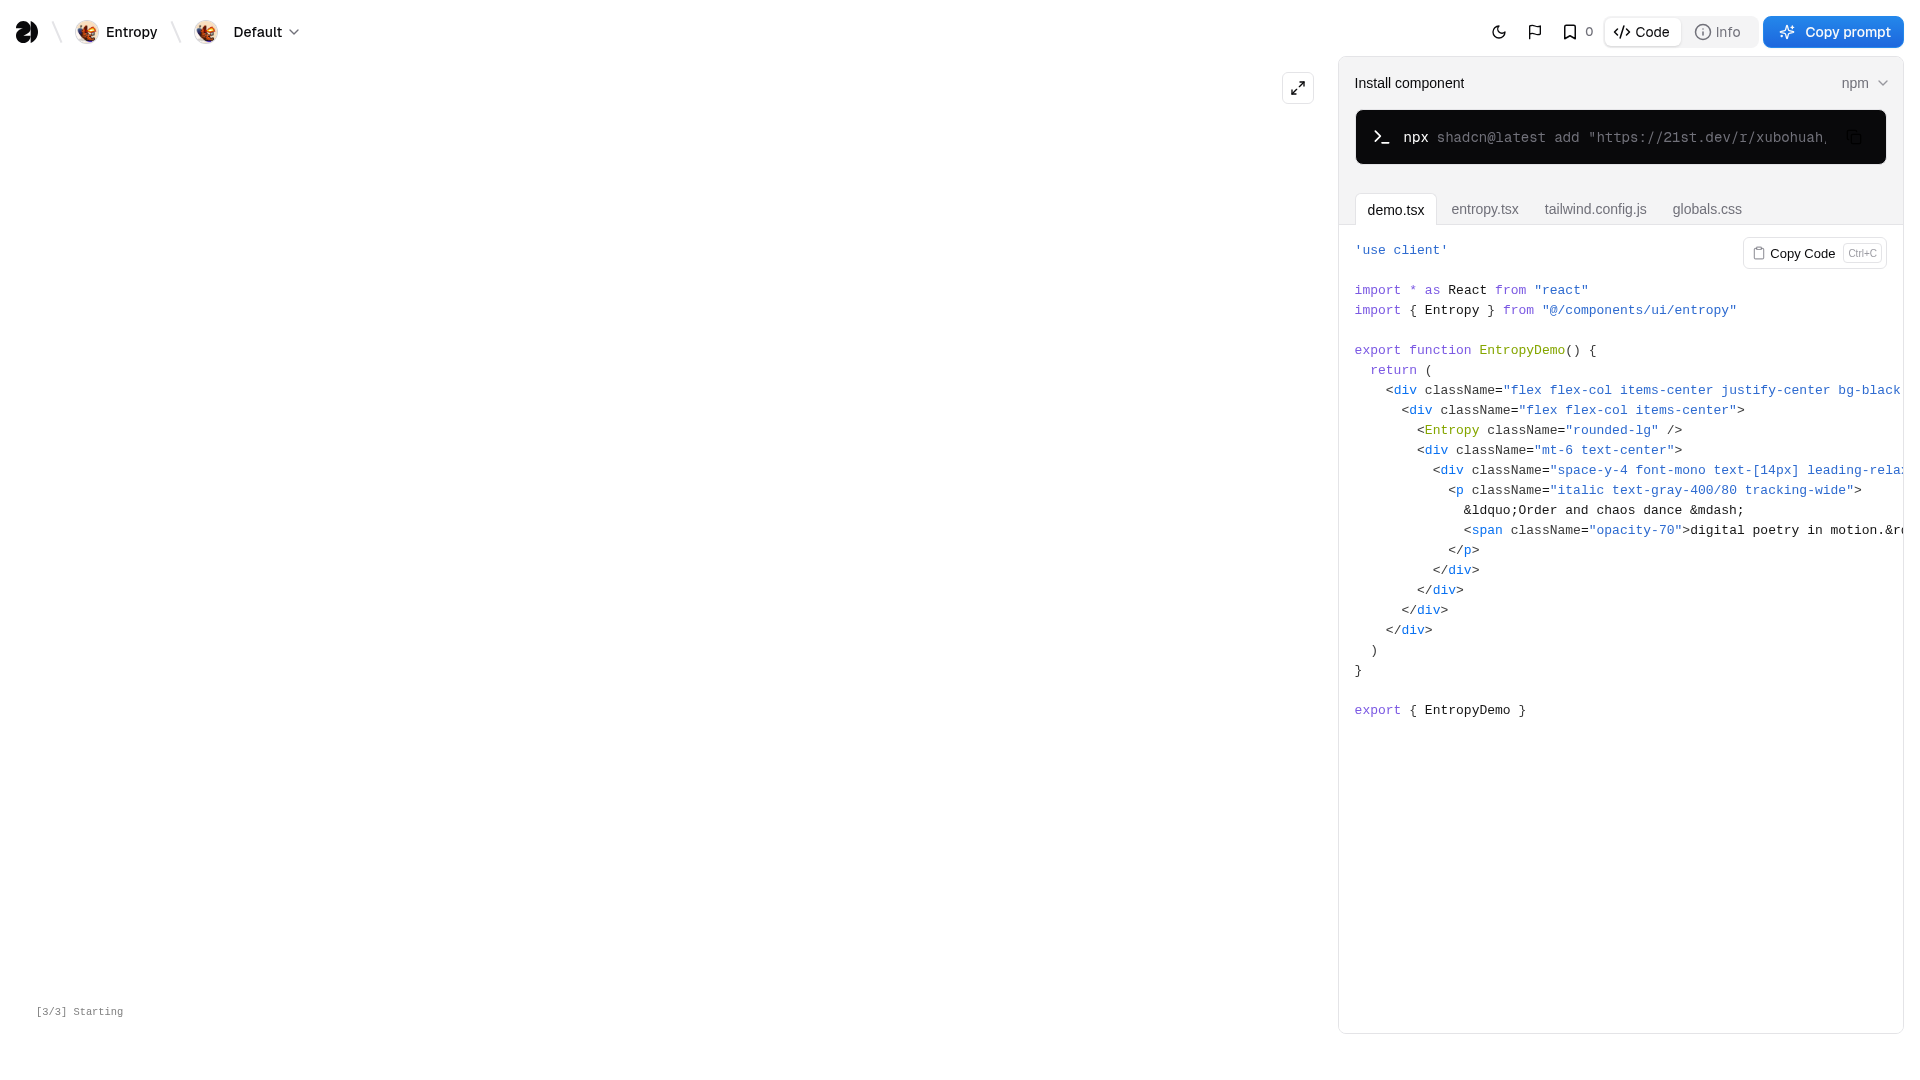 Entropy
Default
0
Code
Info
Copy prompt
Install component
npm
npx shadcn@latest add "https://21st.dev/r/xubohuah
demo.tsx
entropy.tsx
tailwind.config.js
globals.css
Copy Code
Ctrl+C
'use client'
import * as React from "react"
import { Entropy } from "@/components/ui/entropy"
export function EntropyDemo() {
return (
<div className="flex flex-col items-center justify-center bg-black
<div className="flex flex-col items-center">
<Entropy className="rounded-lg" />
<div className="mt-6 text-center">
<div className="space-y-4 font-mono text-[14px] leading-rela
<p className="italic text-gray-400/80 tracking-wide">
&ldquo;Order and chaos dance &mdash;
<span className="opacity-70">digital poetry in motion.&r
</p>
</div>
</div>
</div>
</div>
)
}
export { EntropyDemo }
[3/3] Starting